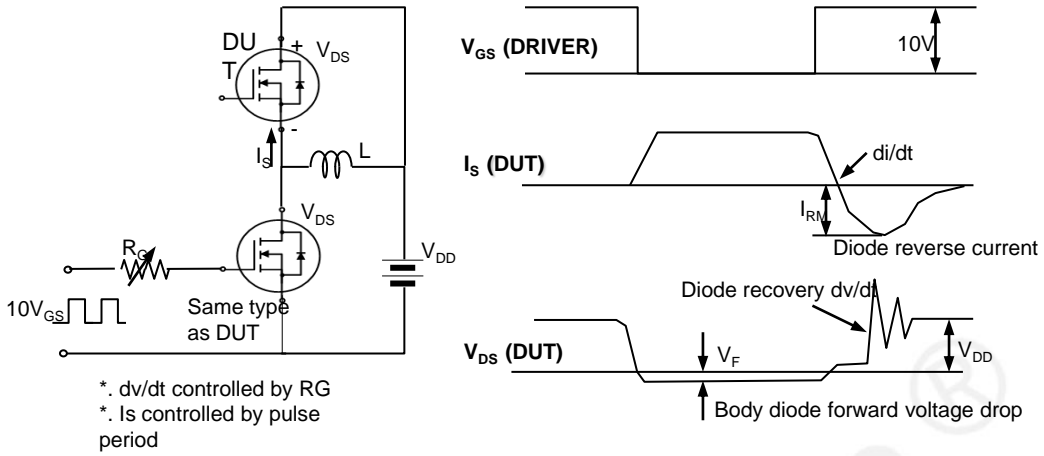 DU
T
+
V_DS
-
I_S
L
V_DS
R_G
V_DD
10V_GS
Same type
as DUT
*. dv/dt controlled by RG
*. Is controlled by pulse
period
V_GS (DRIVER)
10V
I_S (DUT)
di/dt
I_RM
Diode reverse current
Diode recovery dv/dt
V_DS (DUT)
V_F
V_DD
Body diode forward voltage drop
®